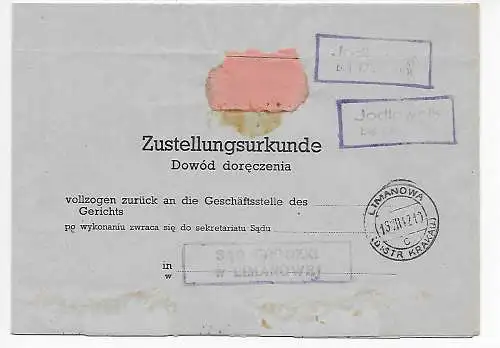 Zustellungsurkunde
Dowód doręczenia
vollzogen zurück an die Geschäftsstelle des
Gerichts
po wykonaniu zwraca się do sekretariatu Sądu
in
w
w LIMANOWEJ
LIMANOWA
(DISTR. KRAKAU)
c